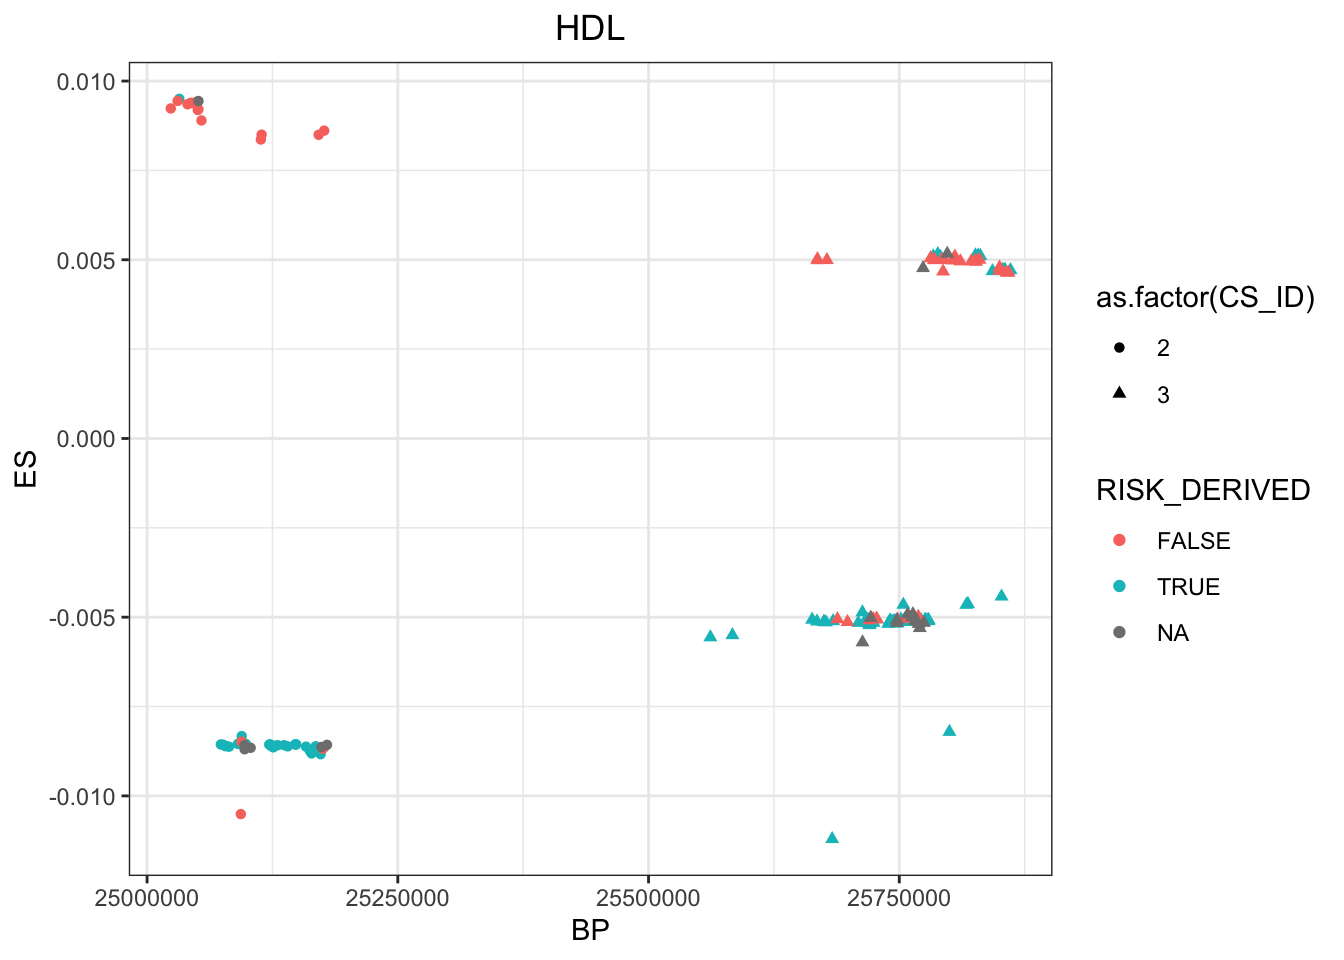 HDL
0.010
0.005
0.000
-0.005
-0.010
ES
25000000 25250000 25500000 25750000
BP
as.factor(CS_ID)
2
3
RISK_DERIVED
FALSE
TRUE
NA